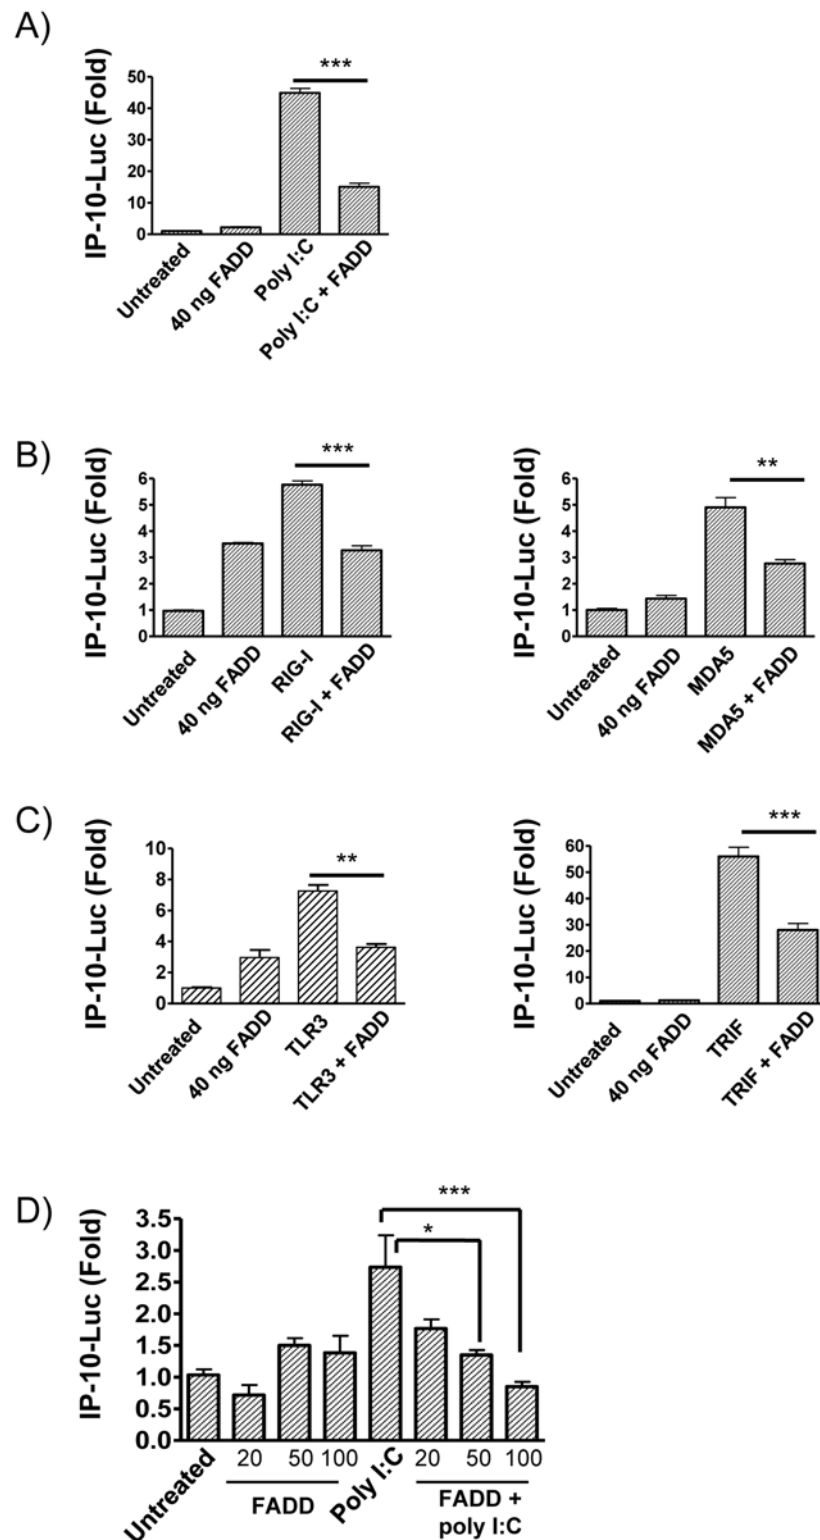 A)
IP-10-Luc (Fold)
50
40
30
20
10
0
***
Untreated
40 ng FADD
Poly I:C
Poly I:C + FADD
B)
IP-10-Luc (Fold)
6
5
4
3
2
1
0
***
Untreated
40 ng FADD
RIG-I
RIG-I + FADD
IP-10-Luc (Fold)
6
5
4
3
2
1
0
**
Untreated
40 ng FADD
MDA5
MDA5 + FADD
C)
IP-10-Luc (Fold)
10
8
6
4
2
0
**
Untreated
40 ng FADD
TLR3
TLR3 + FADD
IP-10-Luc (Fold)
60
50
40
30
20
10
0
***
Untreated
40 ng FADD
TRIF
TRIF + FADD
D)
IP-10-Luc (Fold)
3.5
3.0
2.5
2.0
1.5
1.0
0.5
0.0
***
*
Untreated
20 50 100
FADD
Poly I:C
20 50 100
FADD +
poly I:C